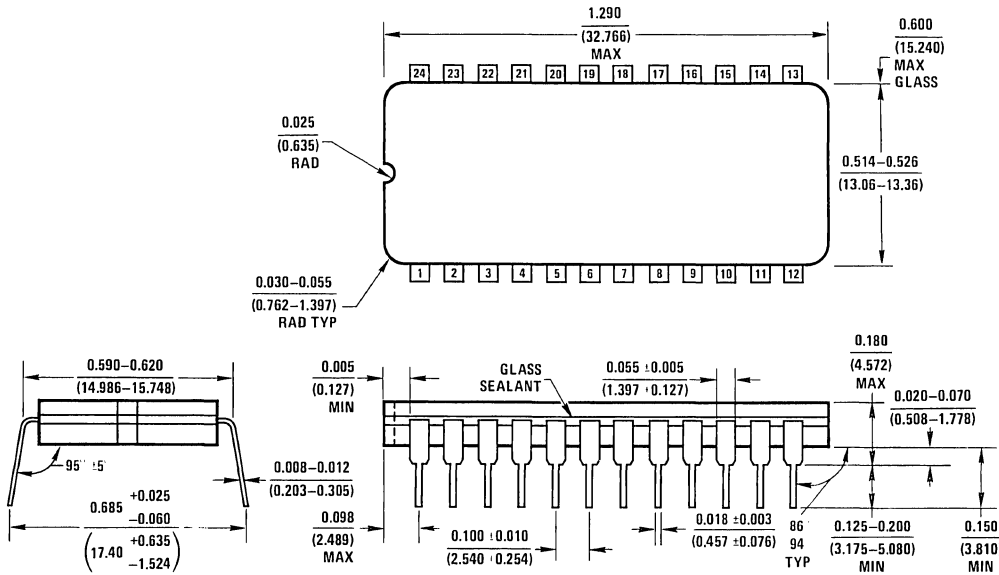 1.290
(32.766)
MAX
0.600
(15.240)
MAX
GLASS
24 23 22 21 20 19 18 17 16 15 14 13
0.025
(0.635)
RAD
0.514–0.526
(13.06–13.36)
1 2 3 4 5 6 7 8 9 10 11 12
0.030–0.055
(0.762–1.397)
RAD TYP
0.590–0.620
(14.986–15.748)
0.005
(0.127)
MIN
GLASS
SEALANT
0.055 ±0.005
(1.397 ±0.127)
0.180
(4.572)
MAX
0.020–0.070
(0.508–1.778)
95° ±5°
0.008–0.012
(0.203–0.305)
0.685 +0.025
–0.060
(17.40 +0.635
–1.524)
0.098
(2.489)
MAX
0.100 ±0.010
(2.540 ±0.254)
0.018 ±0.003
(0.457 ±0.076)
86
94
TYP
0.125–0.200
(3.175–5.080)
MIN
0.150
(3.810
MIN